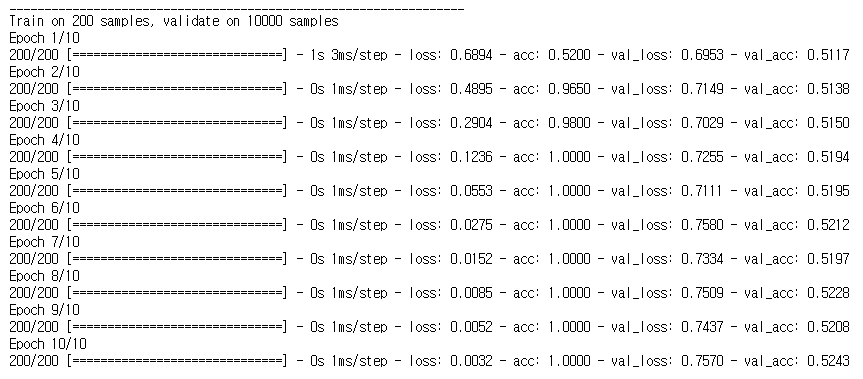 _________________________________________________________________
Train on 200 samples, validate on 10000 samples
Epoch 1/10
200/200 [==============================] - 1s 3ms/step - loss: 0.6894 - acc: 0.5200 - val_loss: 0.6953 - val_acc: 0.5117
Epoch 2/10
200/200 [==============================] - 0s 1ms/step - loss: 0.4895 - acc: 0.9650 - val_loss: 0.7149 - val_acc: 0.5138
Epoch 3/10
200/200 [==============================] - 0s 1ms/step - loss: 0.2904 - acc: 0.9800 - val_loss: 0.7029 - val_acc: 0.5150
Epoch 4/10
200/200 [==============================] - 0s 1ms/step - loss: 0.1236 - acc: 1.0000 - val_loss: 0.7255 - val_acc: 0.5194
Epoch 5/10
200/200 [==============================] - 0s 1ms/step - loss: 0.0553 - acc: 1.0000 - val_loss: 0.7111 - val_acc: 0.5195
Epoch 6/10
200/200 [==============================] - 0s 1ms/step - loss: 0.0275 - acc: 1.0000 - val_loss: 0.7580 - val_acc: 0.5212
Epoch 7/10
200/200 [==============================] - 0s 1ms/step - loss: 0.0152 - acc: 1.0000 - val_loss: 0.7334 - val_acc: 0.5197
Epoch 8/10
200/200 [==============================] - 0s 1ms/step - loss: 0.0085 - acc: 1.0000 - val_loss: 0.7509 - val_acc: 0.5228
Epoch 9/10
200/200 [==============================] - 0s 1ms/step - loss: 0.0052 - acc: 1.0000 - val_loss: 0.7437 - val_acc: 0.5208
Epoch 10/10
200/200 [==============================] - 0s 1ms/step - loss: 0.0032 - acc: 1.0000 - val_loss: 0.7570 - val_acc: 0.5243